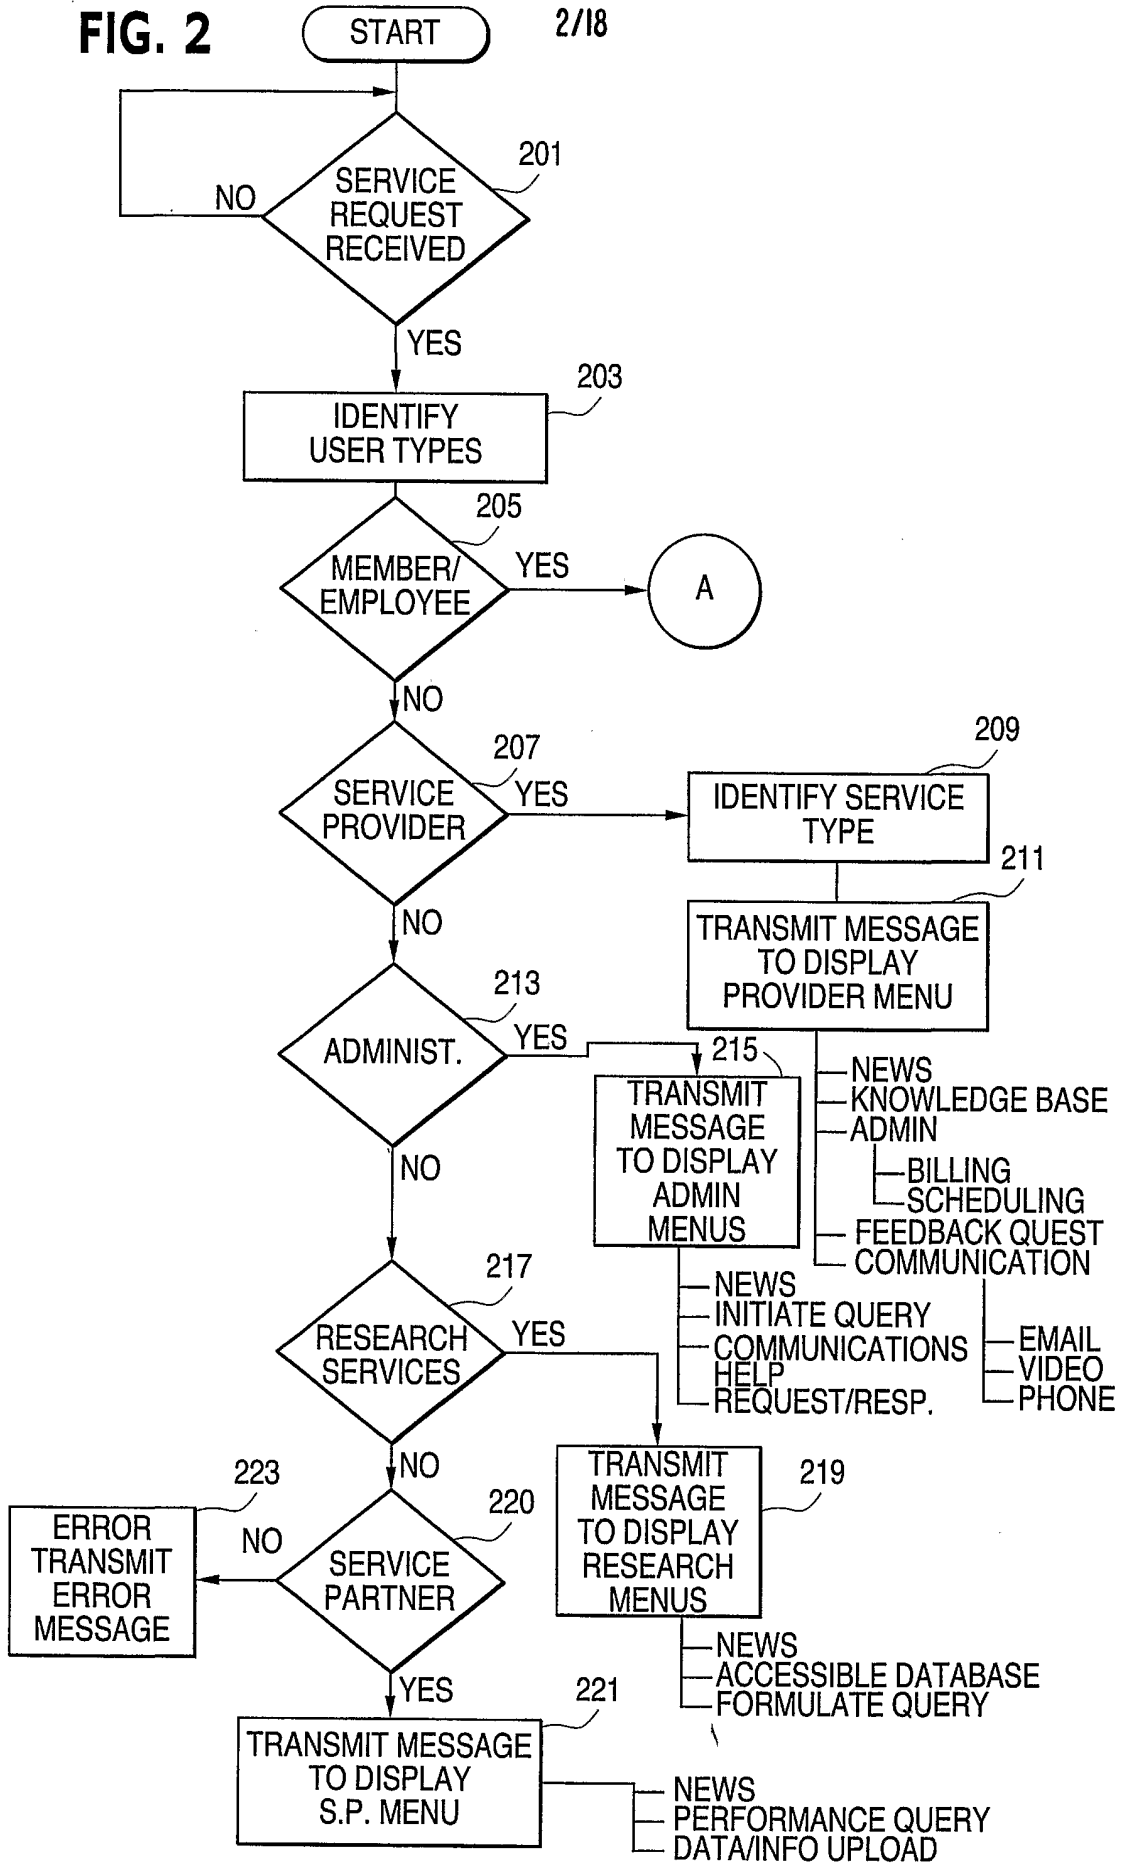 FIG. 2
START
2/18
201
SERVICE
REQUEST
RECEIVED
NO
YES
203
IDENTIFY
USER TYPES
205
MEMBER/
EMPLOYEE
YES
A
NO
207
SERVICE
PROVIDER
YES
209
IDENTIFY SERVICE
TYPE
211
TRANSMIT MESSAGE
TO DISPLAY
PROVIDER MENU
NEWS
KNOWLEDGE BASE
ADMIN
BILLING
SCHEDULING
FEEDBACK QUEST
COMMUNICATION
EMAIL
VIDEO
PHONE
NO
213
ADMINIST.
YES
215
TRANSMIT
MESSAGE
TO DISPLAY
ADMIN
MENUS
NEWS
INITIATE QUERY
COMMUNICATIONS
HELP
REQUEST/RESP.
NO
217
RESEARCH
SERVICES
YES
219
TRANSMIT
MESSAGE
TO DISPLAY
RESEARCH
MENUS
NEWS
ACCESSIBLE DATABASE
FORMULATE QUERY
NO
220
SERVICE
PARTNER
NO
223
ERROR
TRANSMIT
ERROR
MESSAGE
YES
221
TRANSMIT MESSAGE
TO DISPLAY
S.P. MENU
NEWS
PERFORMANCE QUERY
DATA/INFO UPLOAD